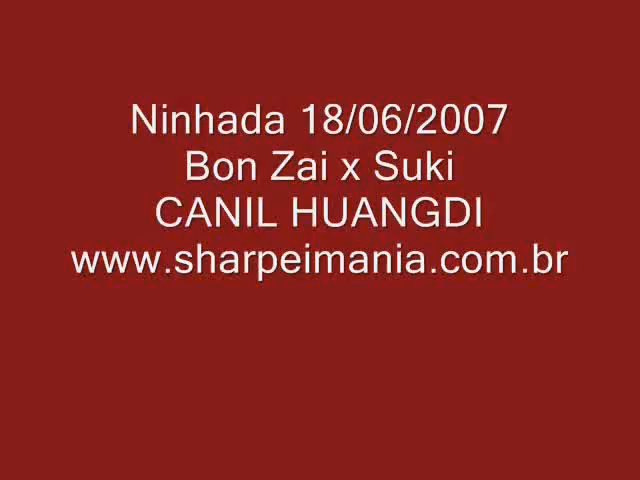 Ninhada 18/06/2007
Bon Zai x Suki
CANIL HUANGDI
www.sharpeimania.com.br